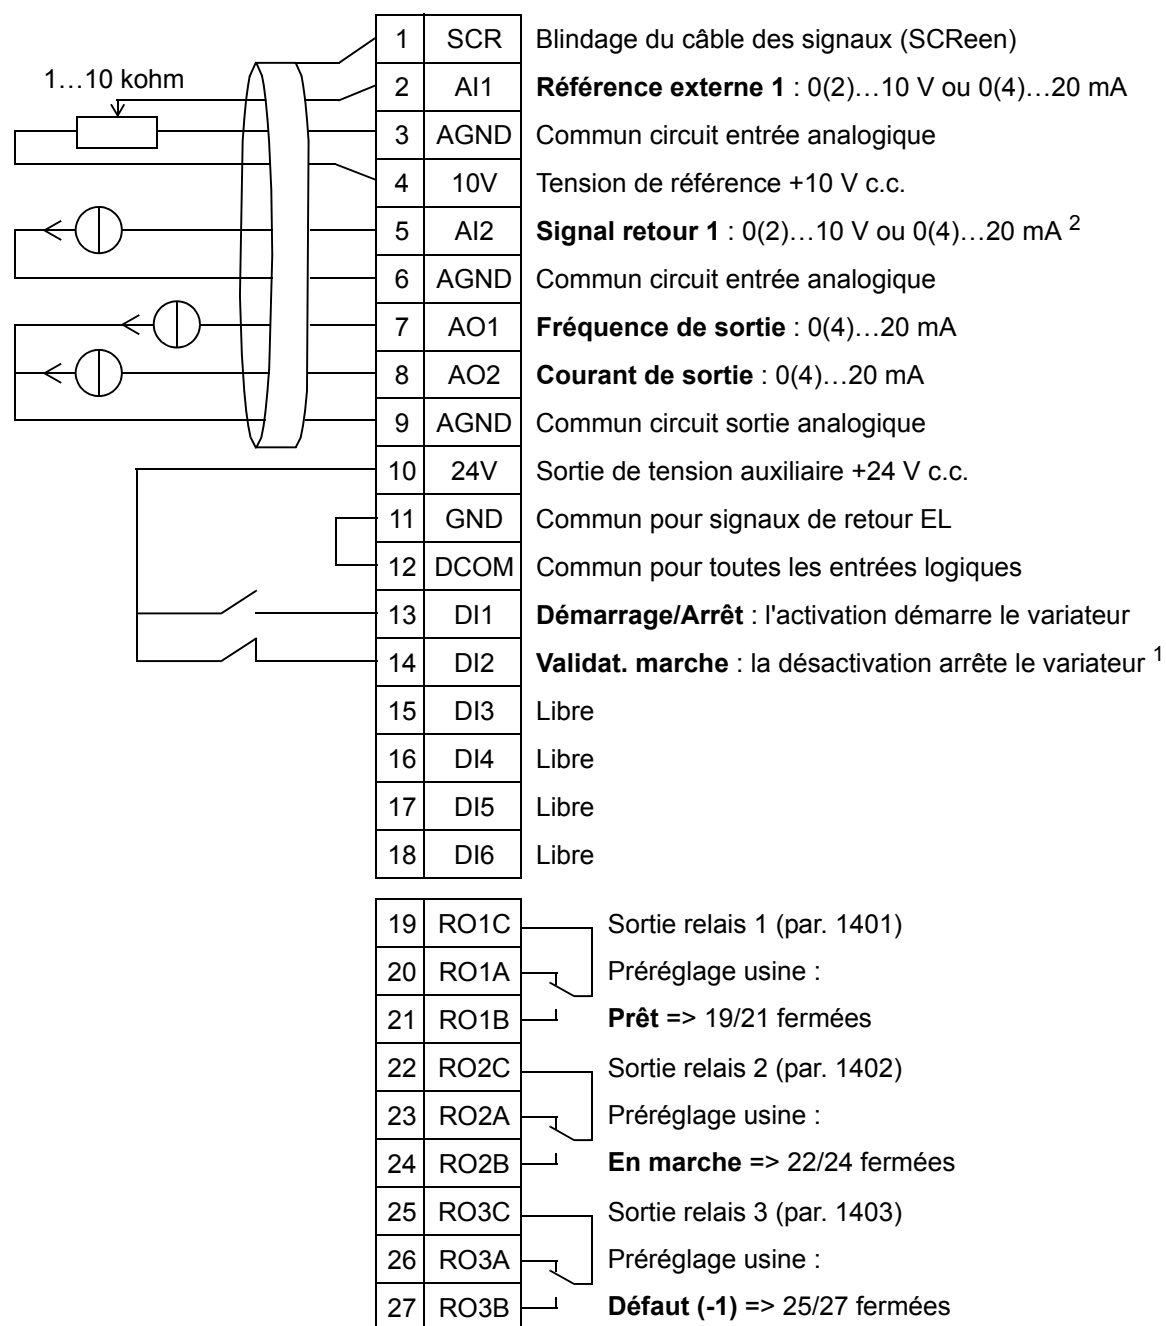 1…10 kohm
1 SCR Blindage du câble des signaux (SCReen)
2 AI1 Référence externe 1 : 0(2)…10 V ou 0(4)…20 mA
3 AGND Commun circuit entrée analogique
4 10V Tension de référence +10 V c.c.
5 AI2 Signal retour 1 : 0(2)…10 V ou 0(4)…20 mA 2
6 AGND Commun circuit entrée analogique
7 AO1 Fréquence de sortie : 0(4)…20 mA
8 AO2 Courant de sortie : 0(4)…20 mA
9 AGND Commun circuit sortie analogique
10 24V Sortie de tension auxiliaire +24 V c.c.
11 GND Commun pour signaux de retour EL
12 DCOM Commun pour toutes les entrées logiques
13 DI1 Démarrage/Arrêt : l'activation démarre le variateur
14 DI2 Validat. marche : la désactivation arrête le variateur 1
15 DI3 Libre
16 DI4 Libre
17 DI5 Libre
18 DI6 Libre
19 RO1C Sortie relais 1 (par. 1401)
20 RO1A Préréglage usine :
21 RO1B Prêt => 19/21 fermées
22 RO2C Sortie relais 2 (par. 1402)
23 RO2A Préréglage usine :
24 RO2B En marche => 22/24 fermées
25 RO3C Sortie relais 3 (par. 1403)
26 RO3A Préréglage usine :
27 RO3B Défaut (-1) => 25/27 fermées